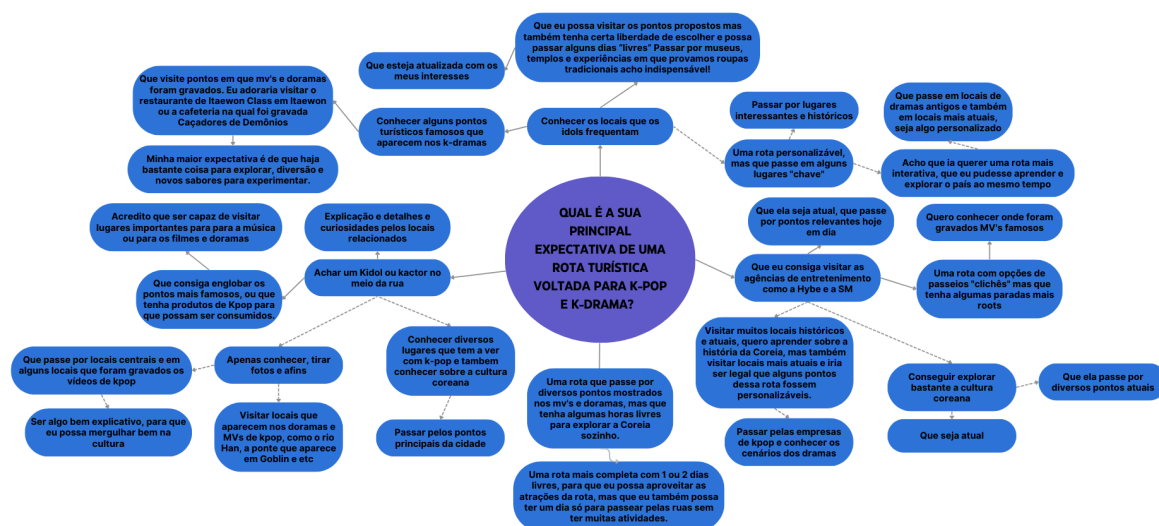 Que eu possa visitar os pontos propostos mas
também tenha certa liberdade de escolher e possa
passar alguns dias "livres" Passar por museus,
templos e experiências em que provamos roupas
tradicionais acho indispensável!
Que esteja atualizada com os
meus interesses
Que visite pontos em que mv's e doramas
foram gravados. Eu adoraria visitar o
restaurante de Itaewon Class em Itaewon
ou a cafeteria na qual foi gravada
Caçadores de Demônios
Conhecer alguns pontos
turísticos famosos que
aparecem nos k-dramas
Conhecer os locais que os
idols frequentam
Minha maior expectativa é de que haja
bastante coisa para explorar, diversão e
novos sabores para experimentar.
Passar por lugares
interessantes e históricos
Que passe em locais de
dramas antigos e também
em locais mais atuais,
seja algo personalizado
Uma rota personalizável,
mas que passe em alguns
lugares "chave"
Acho que ia querer uma rota mais
interativa, que eu pudesse aprender e
explorar o país ao mesmo tempo
QUAL É A SUA
PRINCIPAL
EXPECTATIVA DE UMA
ROTA TURÍSTICA
VOLTADA PARA K-POP
E K-DRAMA?
Acredito que ser capaz de visitar
lugares importantes para para a música
ou para os filmes e doramas
Explicação e detalhes e
curiosidades pelos locais
relacionados
Achar um Kidol ou kactor no
meio da rua
Que consiga englobar os
pontos mais famosos, ou que
tenha produtos de Kpop para
que possam ser consumidos.
Que ela seja atual, que passe
por pontos relevantes hoje
em dia
Quero conhecer onde foram
gravados MV's famosos
Que eu consiga visitar as
agências de entretenimento
como a Hybe e a SM
Uma rota com opções de
passeios "clichês" mas que
tenha algumas paradas mais
roots
Que passe por locais centrais e em
alguns locais que foram gravados os
vídeos de kpop
Apenas conhecer, tirar
fotos e afins
Conhecer diversos
lugares que tem a ver
com k-pop e tambem
conhecer sobre a cultura
coreana
Ser algo bem explicativo, para que
eu possa mergulhar bem na
cultura
Visitar locais que
aparecem nos doramas e
MVs de kpop, como o rio
Han, a ponte que aparece
em Goblin e etc
Passar pelos pontos
principais da cidade
Uma rota que passe por
diversos pontos mostrados
nos mv's e doramas, mas que
tenha algumas horas livres
para explorar a Coreia
sozinho.
Uma rota mais completa com 1 ou 2 dias
livres, para que eu possa aproveitar as
atrações da rota, mas que eu também possa
ter um dia só para passear pelas ruas sem
ter muitas atividades.
Visitar muitos locais históricos
e atuais, quero aprender sobre a
história da Coreia, mas também
visitar locais mais atuais e iria
ser legal que alguns pontos
dessa rota fossem
personalizáveis.
Passar pelas empresas
de kpop e conhecer os
cenários dos dramas
Conseguir explorar
bastante a cultura
coreana
Que ela passe por
diversos pontos atuais
Que seja atual